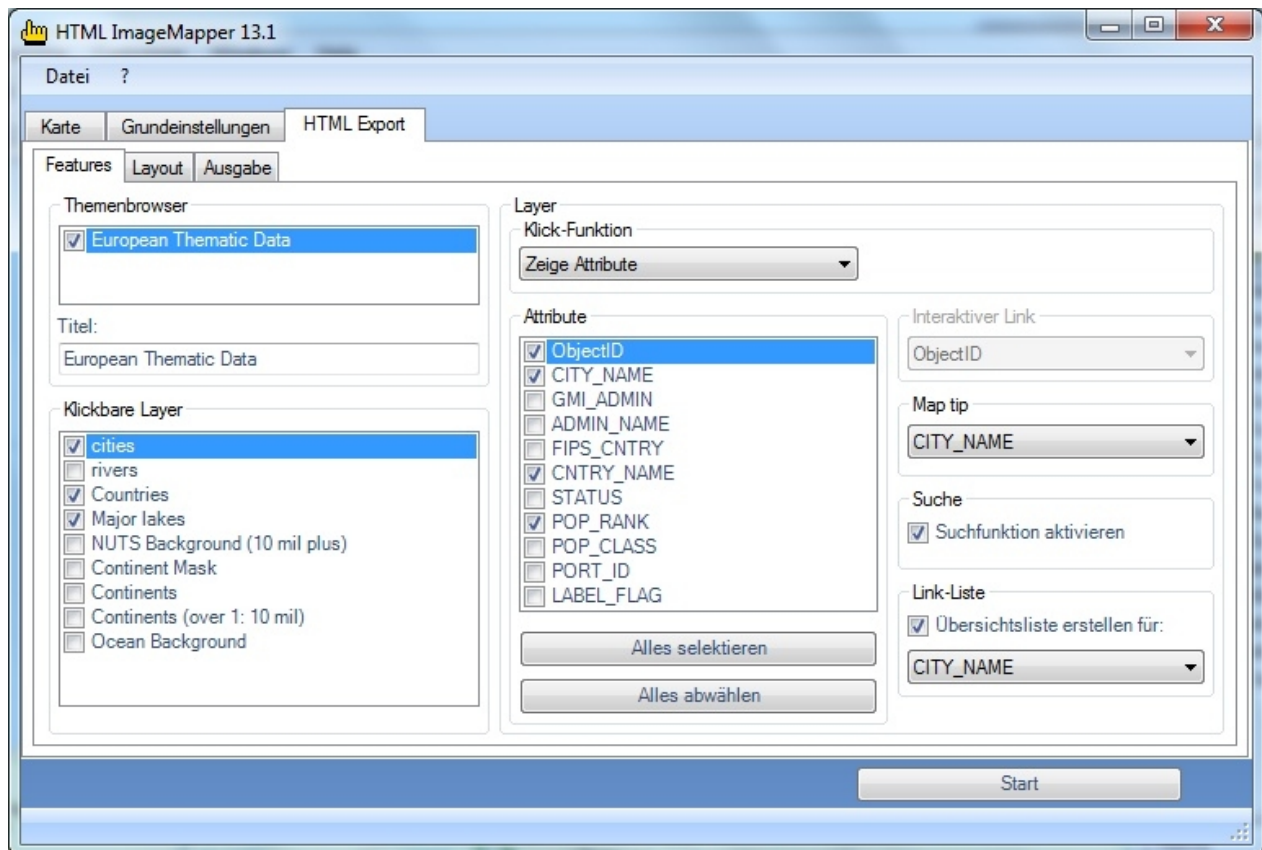 HTML ImageMapper 13.1
Datei ?
Karte Grundeinstellungen HTML Export
Features Layout Ausgabe
Themenbrowser
European Thematic Data
Titel:
European Thematic Data
Klickbare Layer
cities
rivers
Countries
Major lakes
NUTS Background (10 mil plus)
Continent Mask
Continents
Continents (over 1: 10 mil)
Ocean Background
Layer
Klick-Funktion
Zeige Attribute
Attribute
ObjectID
CITY_NAME
GMI_ADMIN
ADMIN_NAME
FIPS_CNTRY
CNTRY_NAME
STATUS
POP_RANK
POP_CLASS
PORT_ID
LABEL_FLAG
Alles selektieren
Alles abwählen
Interaktiver Link
ObjectID
Map tip
CITY_NAME
Suche
Suchfunktion aktivieren
Link-Liste
Übersichtsliste erstellen für:
CITY_NAME
Start